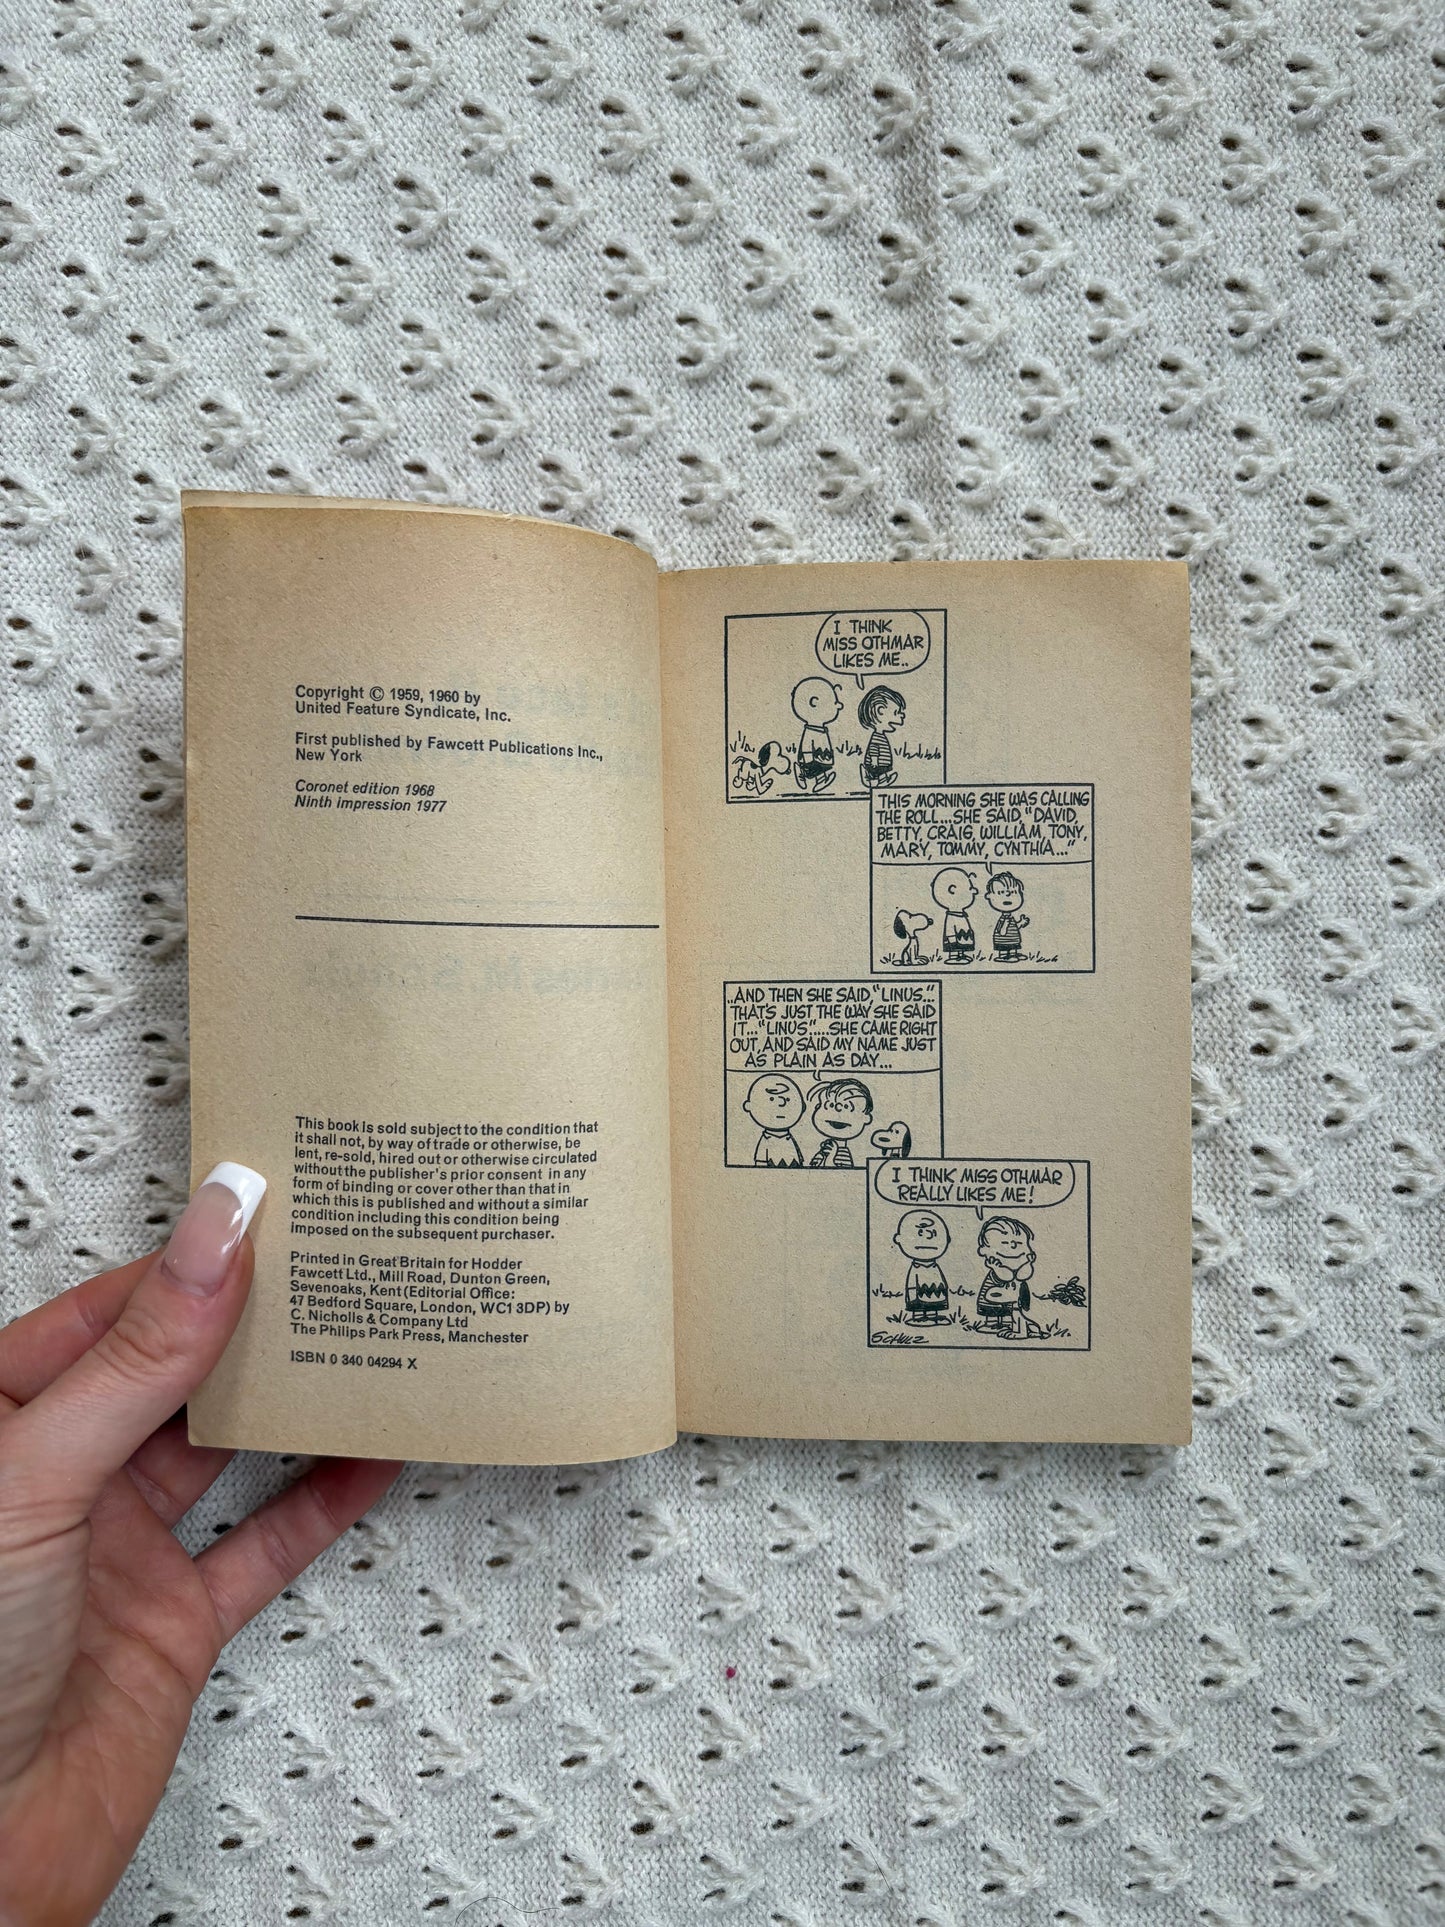 Copyright © 1959, 1960 by
United Feature Syndicate, Inc.
First published by Fawcett Publications Inc.,
New York
Coronet edition 1968
Ninth impression 1977
This book is sold subject to the condition that
it shall not, by way of trade or otherwise, be
lent, re-sold, hired out or otherwise circulated
without the publisher's prior consent in any
form of binding or cover other than that in
which this is published and without a similar
condition including this condition being
imposed on the subsequent purchaser.
Printed in Great Britain for Hodder
Fawcett Ltd., Mill Road, Dunton Green,
Sevenoaks, Kent (Editorial Office:
47 Bedford Square, London, WC1 3DP) by
C. Nicholls & Company Ltd
The Philips Park Press, Manchester
ISBN 0 340 04294 X
I THINK
MISS OTHMAR
LIKES ME..
THIS MORNING SHE WAS CALLING
THE ROLL...SHE SAID, "DAVID,
BETTY, CRAIG, WILLIAM, TONY,
MARY, TOMMY, CYNTHIA..."
..AND THEN SHE SAID, "LINUS..."
THAT'S JUST THE WAY SHE SAID
IT..."LINUS"....SHE CAME RIGHT
OUT, AND SAID MY NAME JUST
AS PLAIN AS DAY...
I THINK MISS OTHMAR
REALLY LIKES ME!
SCHULZ